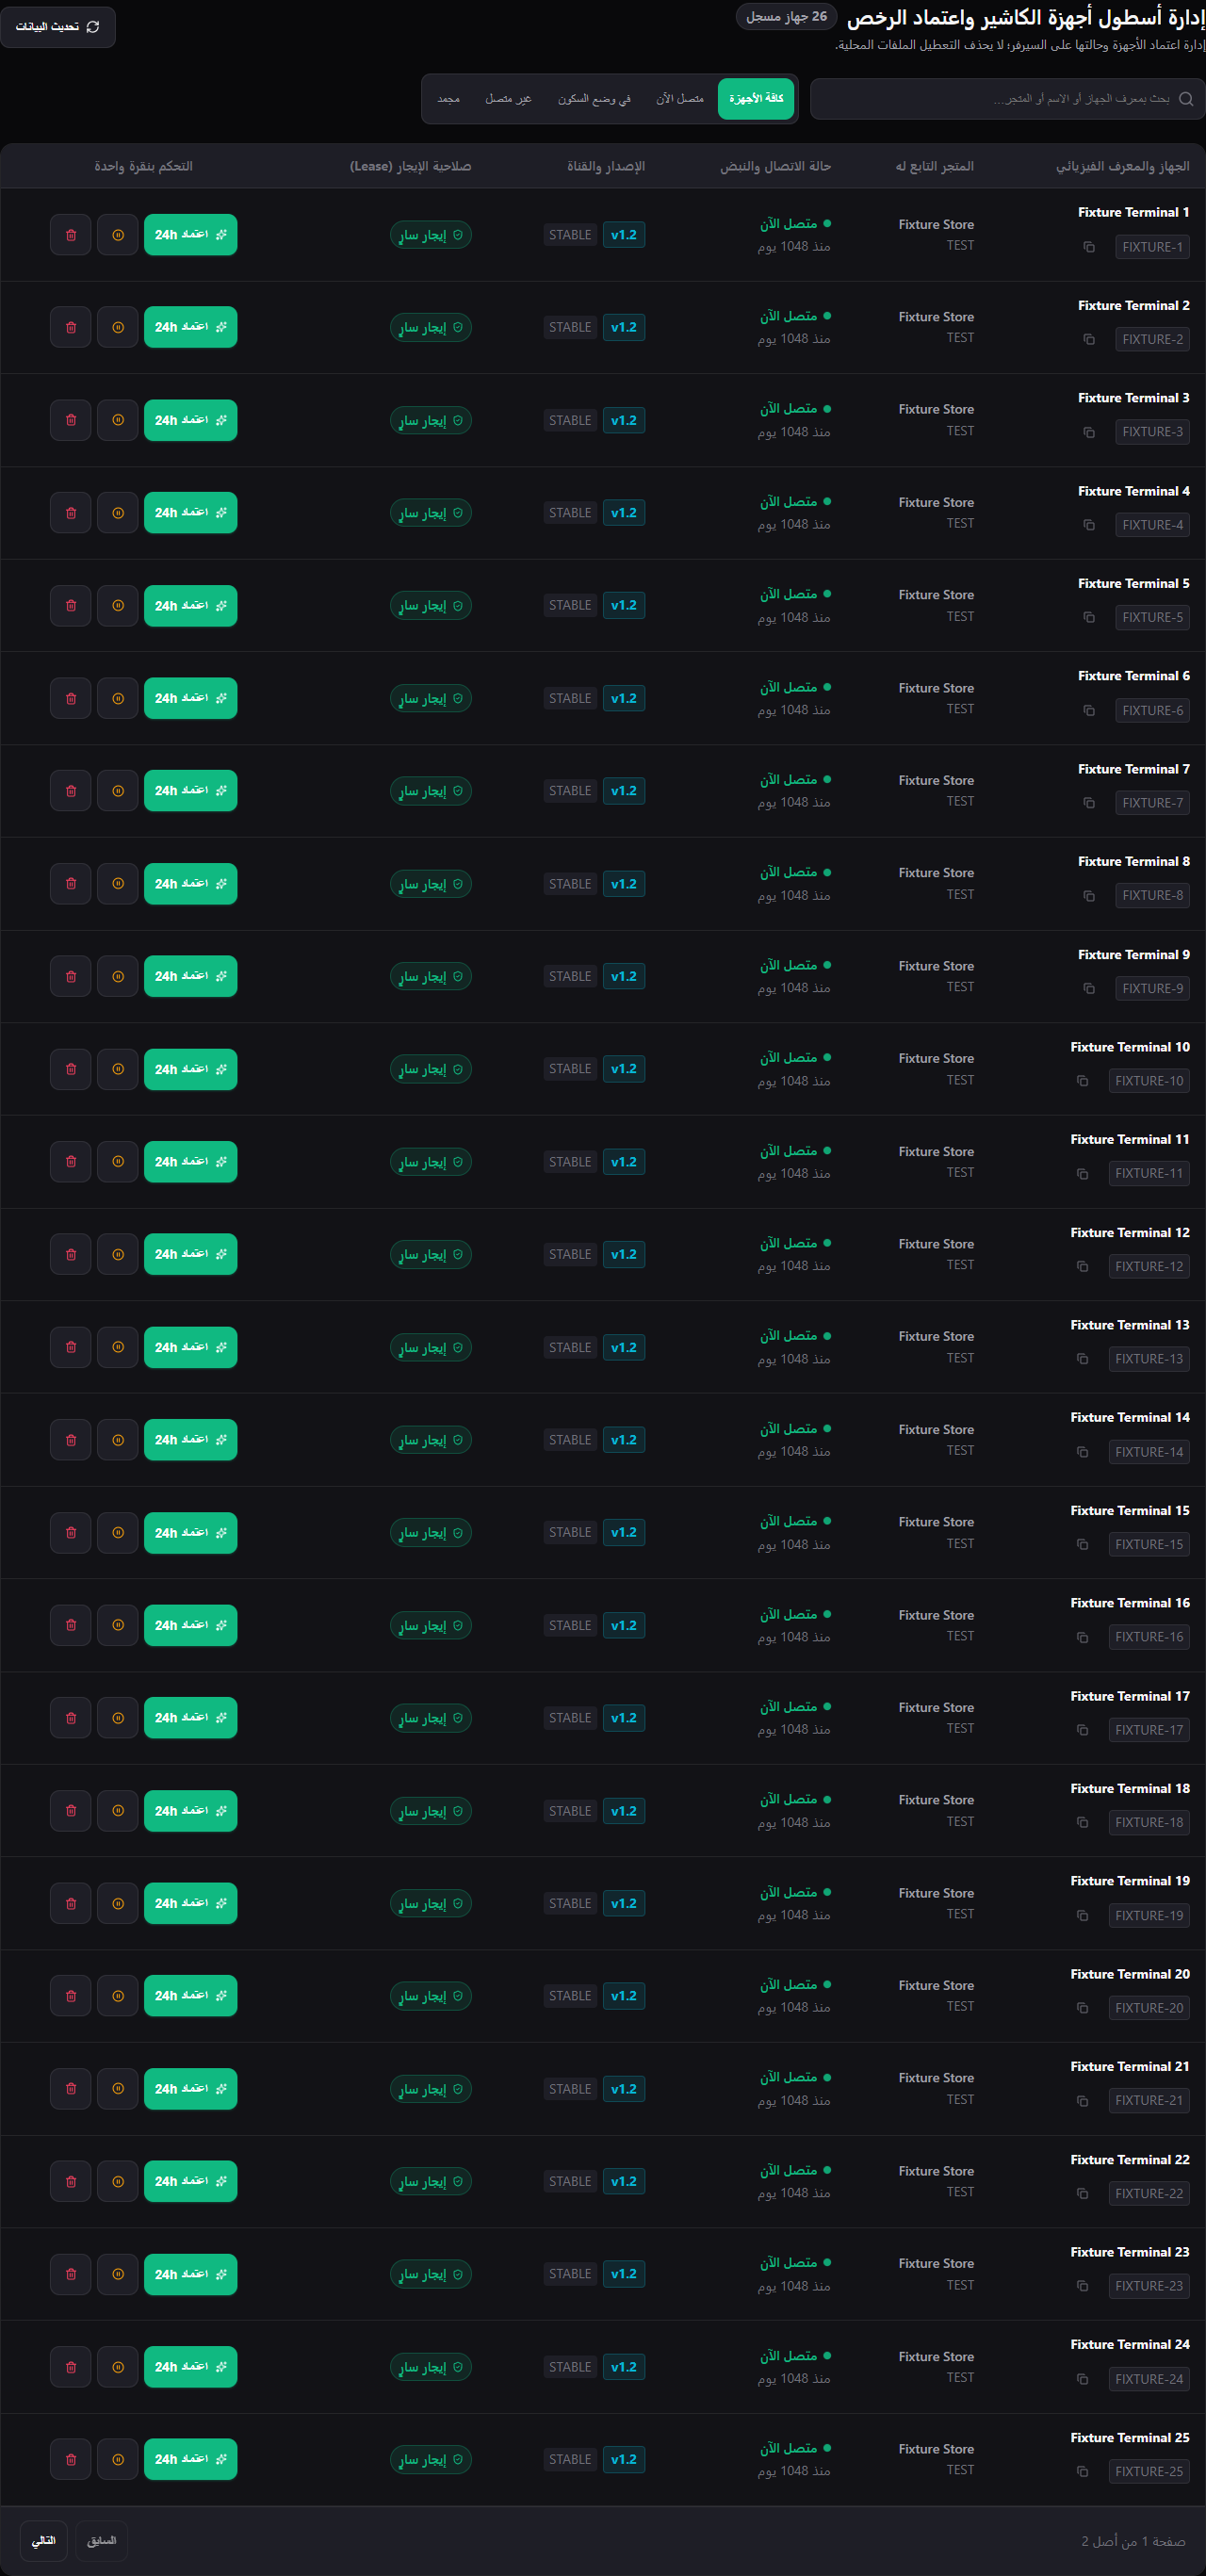 إدارة أسطول أجهزة الكاشير واعتماد الرخص
26 جهاز مسجل
تحديث البيانات
إدارة اعتماد الأجهزة وحالتها على السيرفر؛ لا يحذف التعطيل الملفات المحلية.
بحث بمعرف الجهاز أو الاسم أو المتجر...
كافة الأجهزة
متصل الآن
في وضع السكون
غير متصل
مجمد
الجهاز والمعرف الفيزيائي
المتجر التابع له
حالة الاتصال والنبض
الإصدار والقناة
صلاحية الإيجار (Lease)
التحكم بنقرة واحدة
Fixture Terminal 1
FIXTURE-1
Fixture Store
TEST
متصل الآن
منذ 1048 يوم
v1.2
STABLE
إيجار سارٍ
اعتماد 24h
Fixture Terminal 2
FIXTURE-2
Fixture Store
TEST
متصل الآن
منذ 1048 يوم
v1.2
STABLE
إيجار سارٍ
اعتماد 24h
Fixture Terminal 3
FIXTURE-3
Fixture Store
TEST
متصل الآن
منذ 1048 يوم
v1.2
STABLE
إيجار سارٍ
اعتماد 24h
Fixture Terminal 4
FIXTURE-4
Fixture Store
TEST
متصل الآن
منذ 1048 يوم
v1.2
STABLE
إيجار سارٍ
اعتماد 24h
Fixture Terminal 5
FIXTURE-5
Fixture Store
TEST
متصل الآن
منذ 1048 يوم
v1.2
STABLE
إيجار سارٍ
اعتماد 24h
Fixture Terminal 6
FIXTURE-6
Fixture Store
TEST
متصل الآن
منذ 1048 يوم
v1.2
STABLE
إيجار سارٍ
اعتماد 24h
Fixture Terminal 7
FIXTURE-7
Fixture Store
TEST
متصل الآن
منذ 1048 يوم
v1.2
STABLE
إيجار سارٍ
اعتماد 24h
Fixture Terminal 8
FIXTURE-8
Fixture Store
TEST
متصل الآن
منذ 1048 يوم
v1.2
STABLE
إيجار سارٍ
اعتماد 24h
Fixture Terminal 9
FIXTURE-9
Fixture Store
TEST
متصل الآن
منذ 1048 يوم
v1.2
STABLE
إيجار سارٍ
اعتماد 24h
Fixture Terminal 10
FIXTURE-10
Fixture Store
TEST
متصل الآن
منذ 1048 يوم
v1.2
STABLE
إيجار سارٍ
اعتماد 24h
Fixture Terminal 11
FIXTURE-11
Fixture Store
TEST
متصل الآن
منذ 1048 يوم
v1.2
STABLE
إيجار سارٍ
اعتماد 24h
Fixture Terminal 12
FIXTURE-12
Fixture Store
TEST
متصل الآن
منذ 1048 يوم
v1.2
STABLE
إيجار سارٍ
اعتماد 24h
Fixture Terminal 13
FIXTURE-13
Fixture Store
TEST
متصل الآن
منذ 1048 يوم
v1.2
STABLE
إيجار سارٍ
اعتماد 24h
Fixture Terminal 14
FIXTURE-14
Fixture Store
TEST
متصل الآن
منذ 1048 يوم
v1.2
STABLE
إيجار سارٍ
اعتماد 24h
Fixture Terminal 15
FIXTURE-15
Fixture Store
TEST
متصل الآن
منذ 1048 يوم
v1.2
STABLE
إيجار سارٍ
اعتماد 24h
Fixture Terminal 16
FIXTURE-16
Fixture Store
TEST
متصل الآن
منذ 1048 يوم
v1.2
STABLE
إيجار سارٍ
اعتماد 24h
Fixture Terminal 17
FIXTURE-17
Fixture Store
TEST
متصل الآن
منذ 1048 يوم
v1.2
STABLE
إيجار سارٍ
اعتماد 24h
Fixture Terminal 18
FIXTURE-18
Fixture Store
TEST
متصل الآن
منذ 1048 يوم
v1.2
STABLE
إيجار سارٍ
اعتماد 24h
Fixture Terminal 19
FIXTURE-19
Fixture Store
TEST
متصل الآن
منذ 1048 يوم
v1.2
STABLE
إيجار سارٍ
اعتماد 24h
Fixture Terminal 20
FIXTURE-20
Fixture Store
TEST
متصل الآن
منذ 1048 يوم
v1.2
STABLE
إيجار سارٍ
اعتماد 24h
Fixture Terminal 21
FIXTURE-21
Fixture Store
TEST
متصل الآن
منذ 1048 يوم
v1.2
STABLE
إيجار سارٍ
اعتماد 24h
Fixture Terminal 22
FIXTURE-22
Fixture Store
TEST
متصل الآن
منذ 1048 يوم
v1.2
STABLE
إيجار سارٍ
اعتماد 24h
Fixture Terminal 23
FIXTURE-23
Fixture Store
TEST
متصل الآن
منذ 1048 يوم
v1.2
STABLE
إيجار سارٍ
اعتماد 24h
Fixture Terminal 24
FIXTURE-24
Fixture Store
TEST
متصل الآن
منذ 1048 يوم
v1.2
STABLE
إيجار سارٍ
اعتماد 24h
Fixture Terminal 25
FIXTURE-25
Fixture Store
TEST
متصل الآن
منذ 1048 يوم
v1.2
STABLE
إيجار سارٍ
اعتماد 24h
صفحة 1 من أصل 2
السابق
التالي